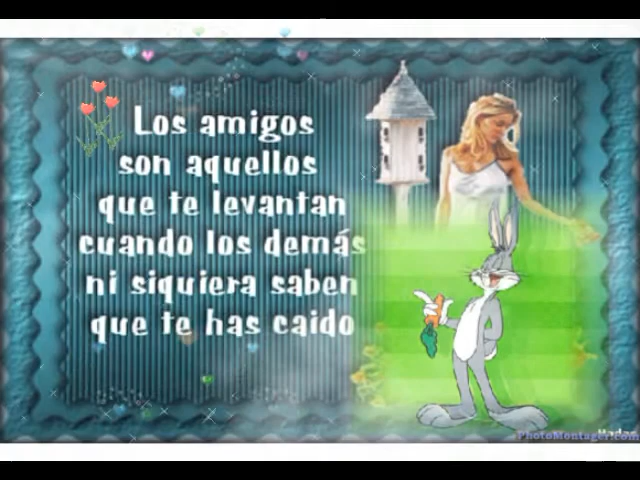 Los amigos
son aquellos
que te levantan
cuando los demás
ni siquiera saben
que te has caido
PhotoMontager.com